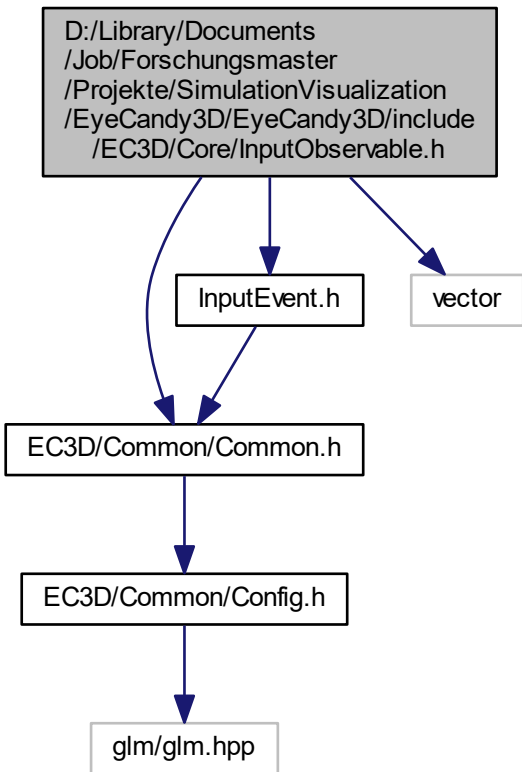 D:/Library/Documents
/Job/Forschungsmaster
/Projekte/SimulationVisualization
/EyeCandy3D/EyeCandy3D/include
/EC3D/Core/InputObservable.h
InputEvent.h
vector
EC3D/Common/Common.h
EC3D/Common/Config.h
glm/glm.hpp